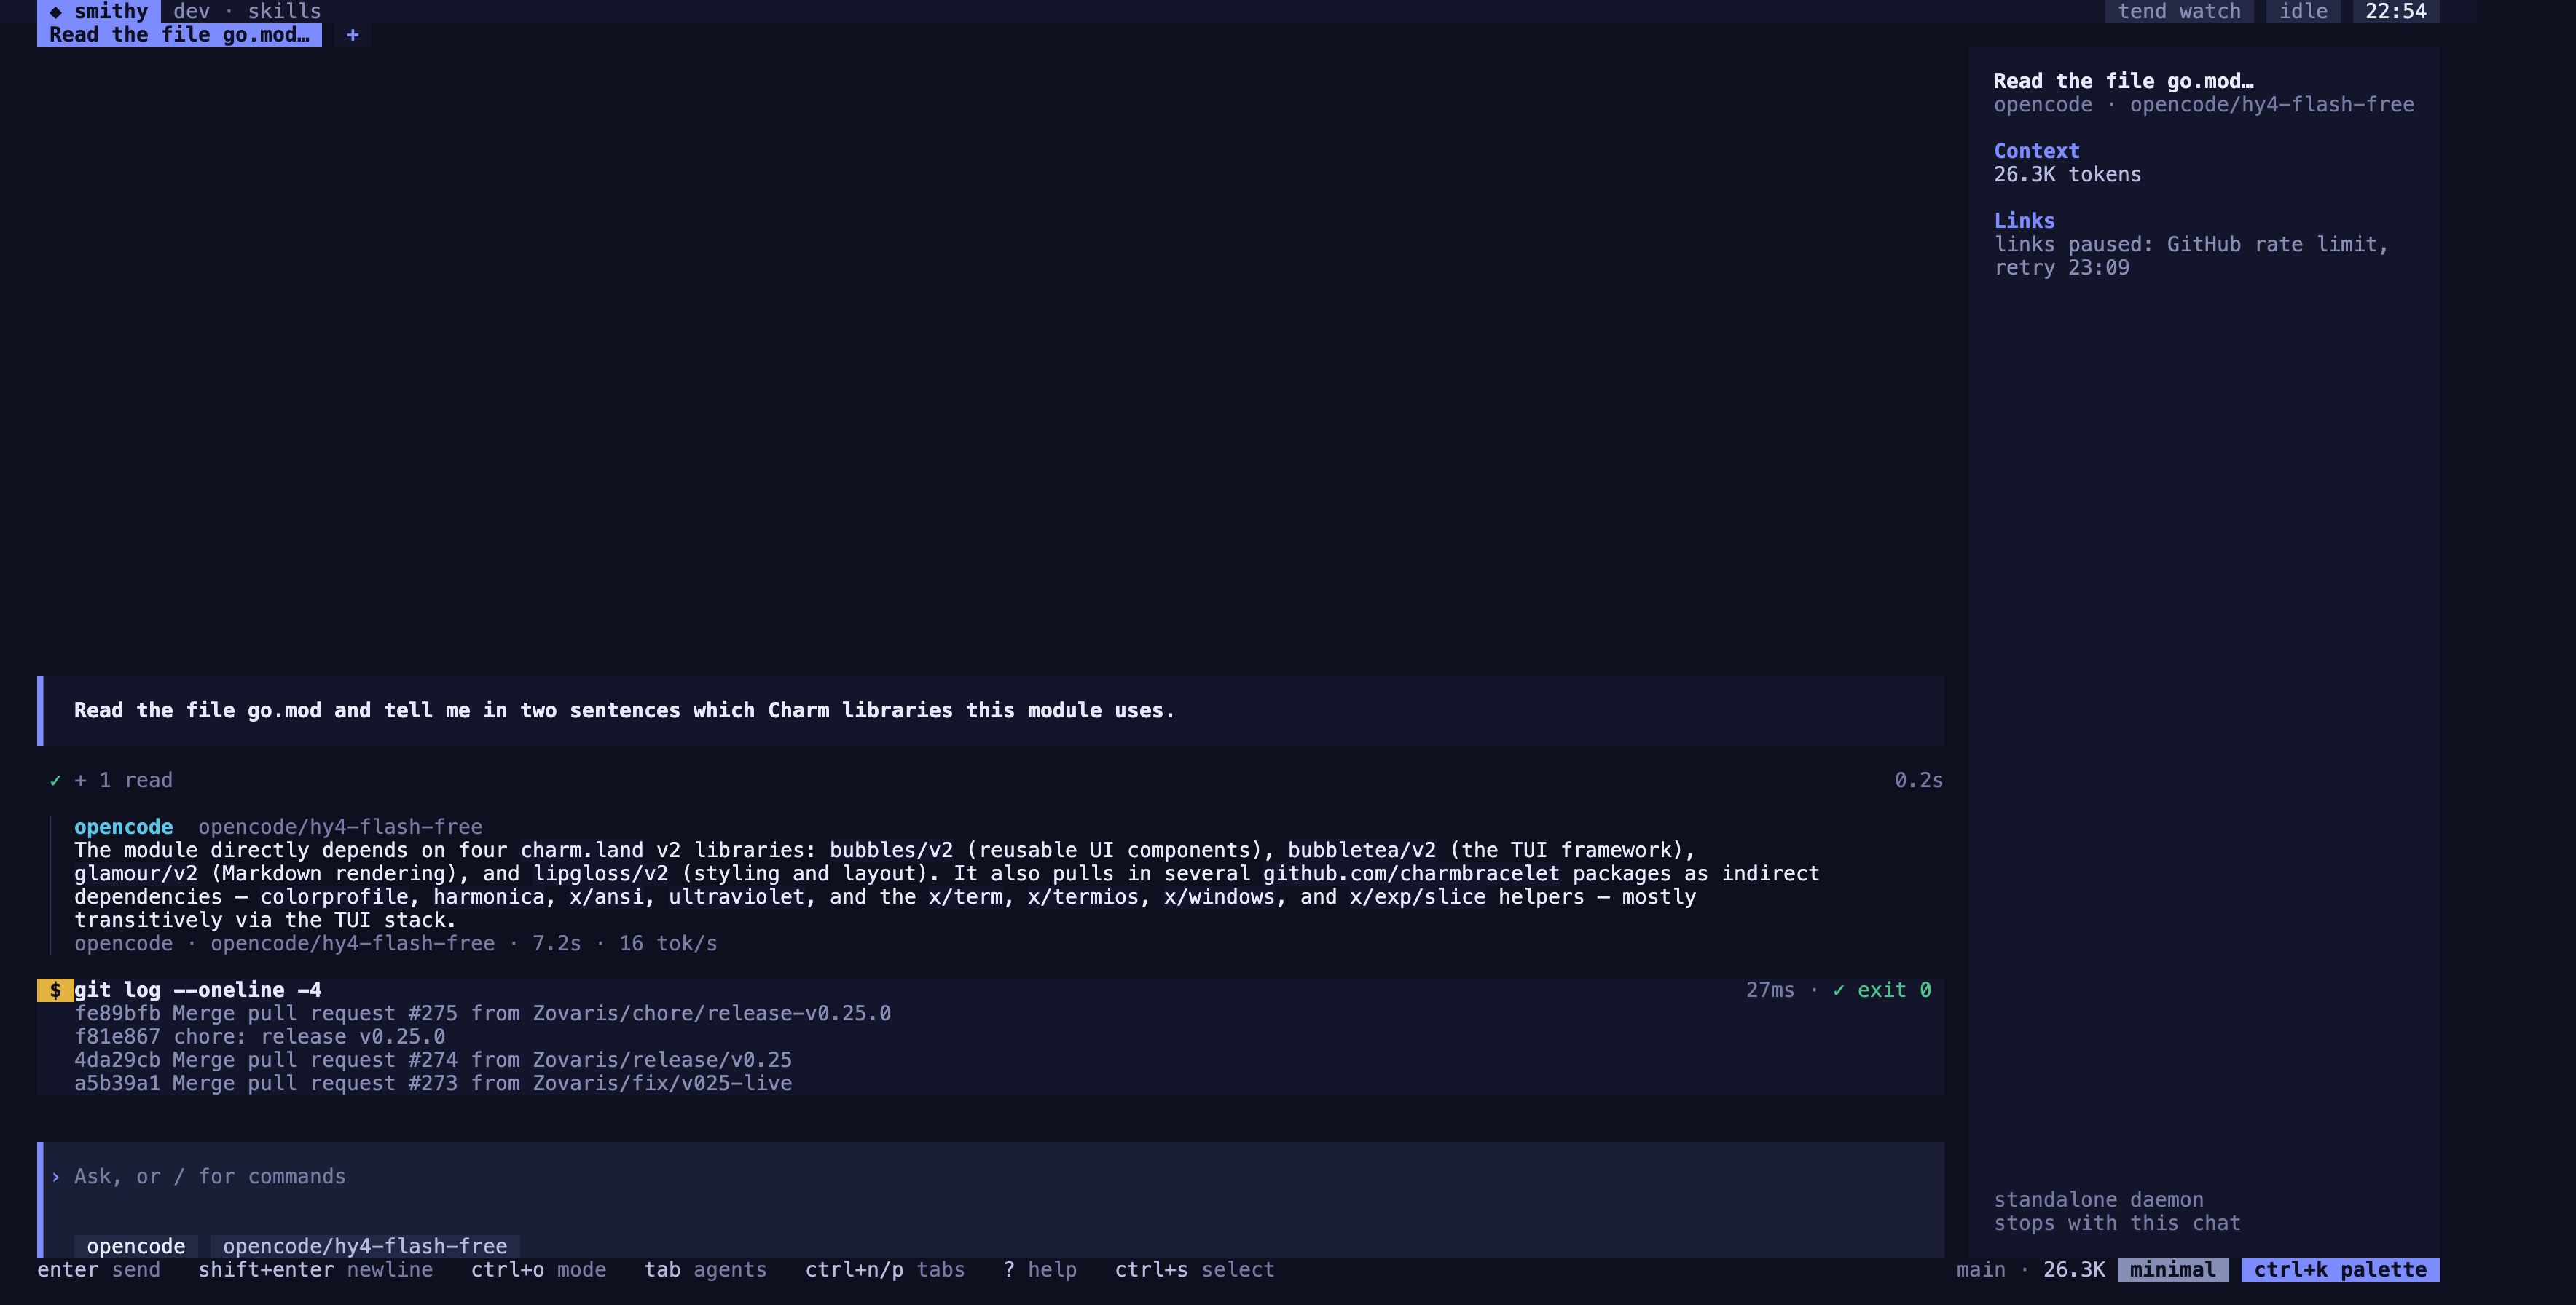 ◆ smithy dev · skills tend watch idle 22:54
Read the file go.mod… +
Read the file go.mod…
opencode · opencode/hy4-flash-free
Context
26.3K tokens
Links
links paused: GitHub rate limit,
retry 23:09
Read the file go.mod and tell me in two sentences which Charm libraries this module uses.
✓ + 1 read 0.2s
opencode opencode/hy4-flash-free
The module directly depends on four charm.land v2 libraries: bubbles/v2 (reusable UI components), bubbletea/v2 (the TUI framework),
glamour/v2 (Markdown rendering), and lipgloss/v2 (styling and layout). It also pulls in several github.com/charmbracelet packages as indirect
dependencies — colorprofile, harmonica, x/ansi, ultraviolet, and the x/term, x/termios, x/windows, and x/exp/slice helpers — mostly
transitively via the TUI stack.
opencode · opencode/hy4-flash-free · 7.2s · 16 tok/s
$ git log --oneline -4 27ms · ✓ exit 0
fe89bfb Merge pull request #275 from Zovaris/chore/release-v0.25.0
f81e867 chore: release v0.25.0
4da29cb Merge pull request #274 from Zovaris/release/v0.25
a5b39a1 Merge pull request #273 from Zovaris/fix/v025-live
› Ask, or / for commands
opencode opencode/hy4-flash-free
standalone daemon
stops with this chat
enter send shift+enter newline ctrl+o mode tab agents ctrl+n/p tabs ? help ctrl+s select main · 26.3K minimal ctrl+k palette